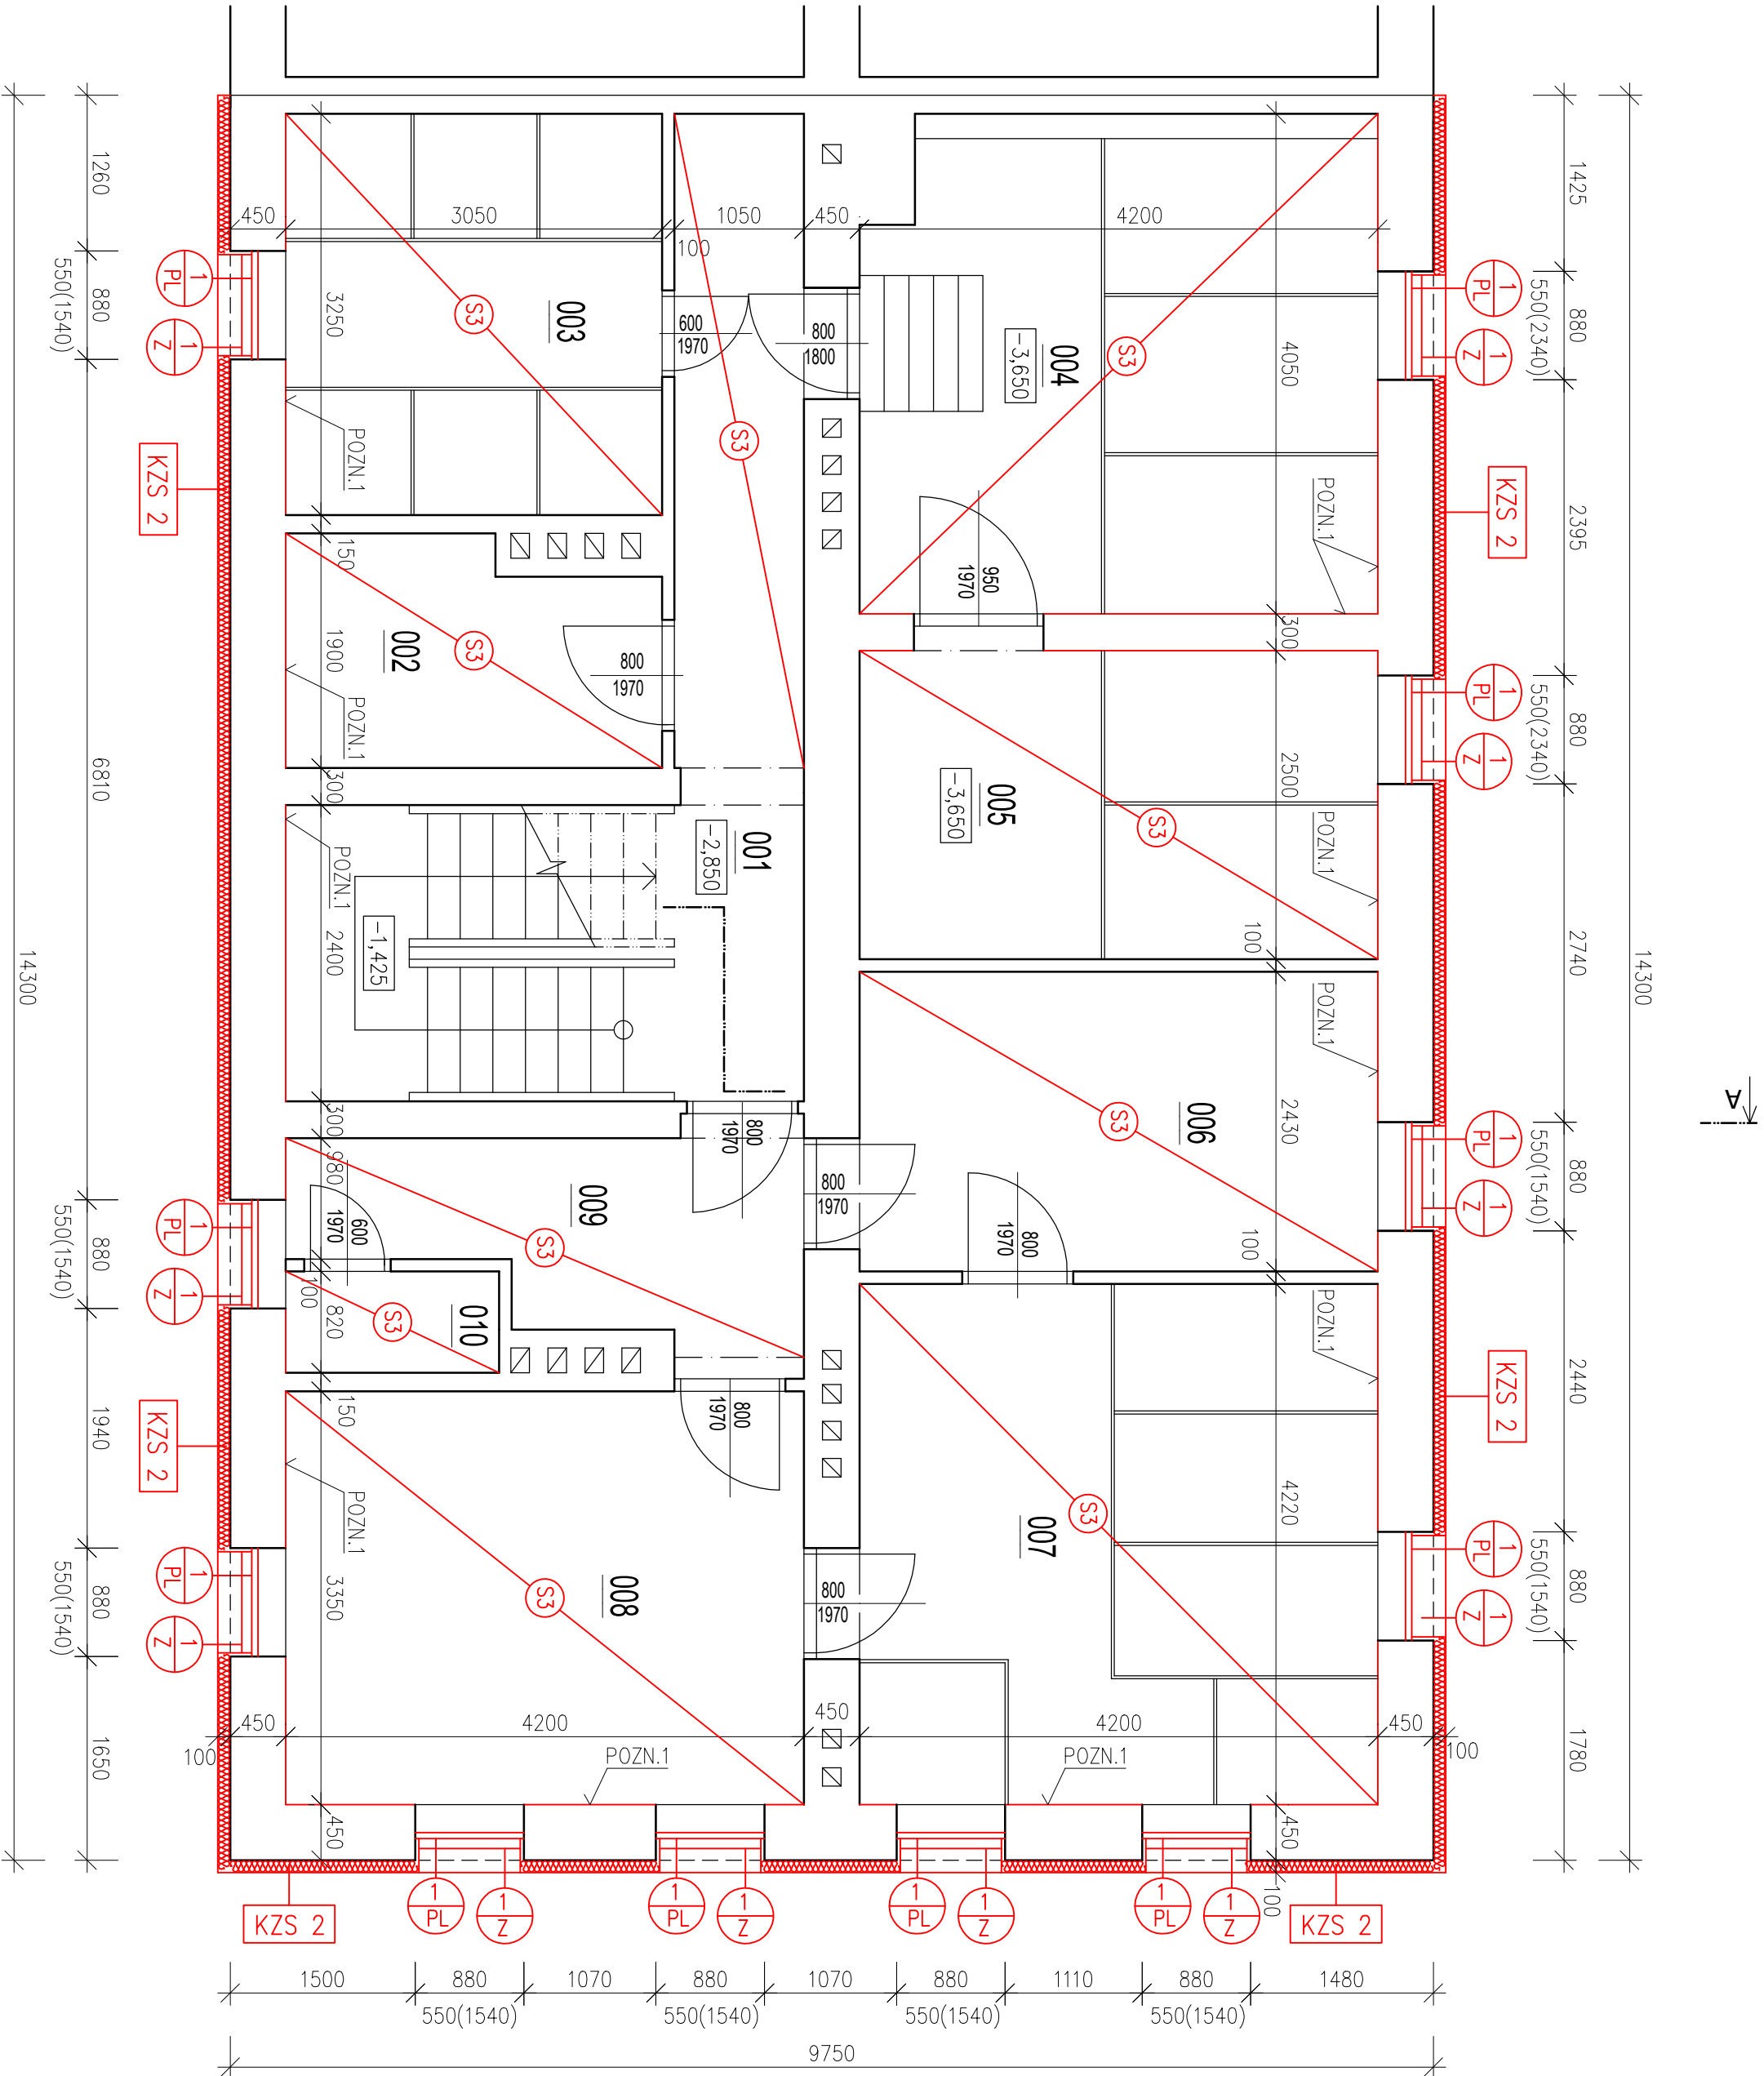 14300
1425
880
550(2340)
2395
880
550(2340)
2740
880
550(1540)
2440
880
550(1540)
1780
A
1
PL
1
Z
1
PL
1
Z
1
PL
1
Z
1
PL
1
Z
KZS 2
KZS 2
004
-3,650
S3
4050
4200
POZN.1
950
1970
300
005
-3,650
S3
2500
POZN.1
100
006
S3
2430
POZN.1
100
800
1970
007
S3
4220
POZN.1
POZN.1
4200
450
100
450
100
450
800
1800
600
1970
1050
100
450
S3
003
S3
3250
3050
450
POZN.1
150
002
S3
1900
POZN.1
800
1970
300
001
-2,850
-1,425
2400
POZN.1
300
800
1970
800
1970
009
S3
980
600
1970
100
010
S3
820
150
800
1970
008
S3
3350
POZN.1
POZN.1
800
1970
4200
450
450
100
KZS 2
KZS 2
1
PL
1
Z
1
PL
1
Z
1
PL
1
Z
1260
880
550(1540)
6810
880
550(1540)
1940
880
550(1540)
1650
14300
KZS 2
1
PL
1
Z
1
PL
1
Z
1
PL
1
Z
1
PL
1
Z
KZS 2
1500
880
550(1540)
1070
880
550(1540)
1070
880
550(1540)
1110
880
550(1540)
1480
9750